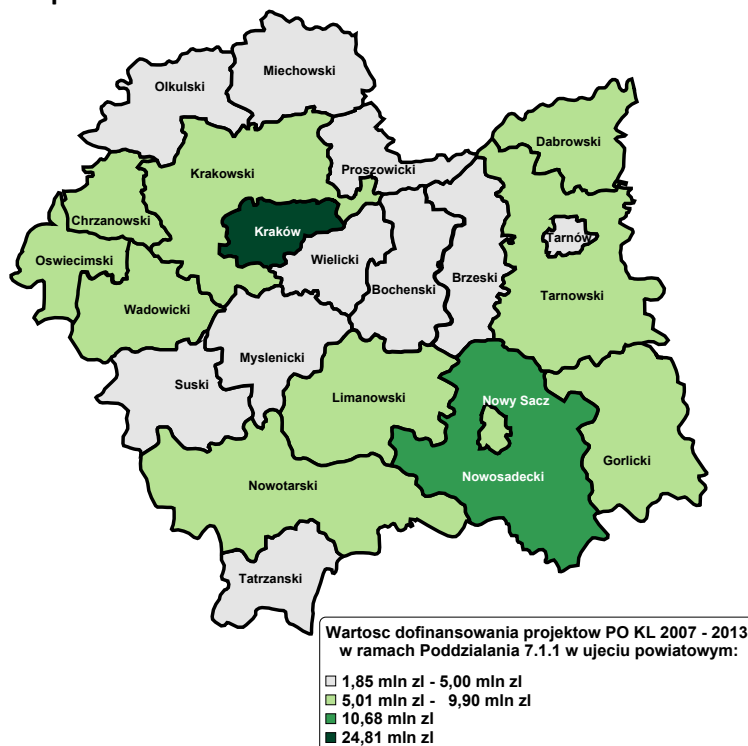 Miechowski
Olkulski
Dabrowski
Proszowicki
Krakowski
Chrzanowski
Kraków
Tarnów
Wielicki
Oswiecimski
Brzeski
Bochenski
Tarnowski
Wadowicki
Myslenicki
Suski
Limanowski
Nowy Sacz
Gorlicki
Nowosadecki
Nowotarski
Tatrzanski
Wartosc dofinansowania projektow PO KL 2007 - 2013
w ramach Poddzialania 7.1.1 w ujeciu powiatowym:
1,85 mln zl - 5,00 mln zl
5,01 mln zl - 9,90 mln zl
10,68 mln zl
24,81 mln zl